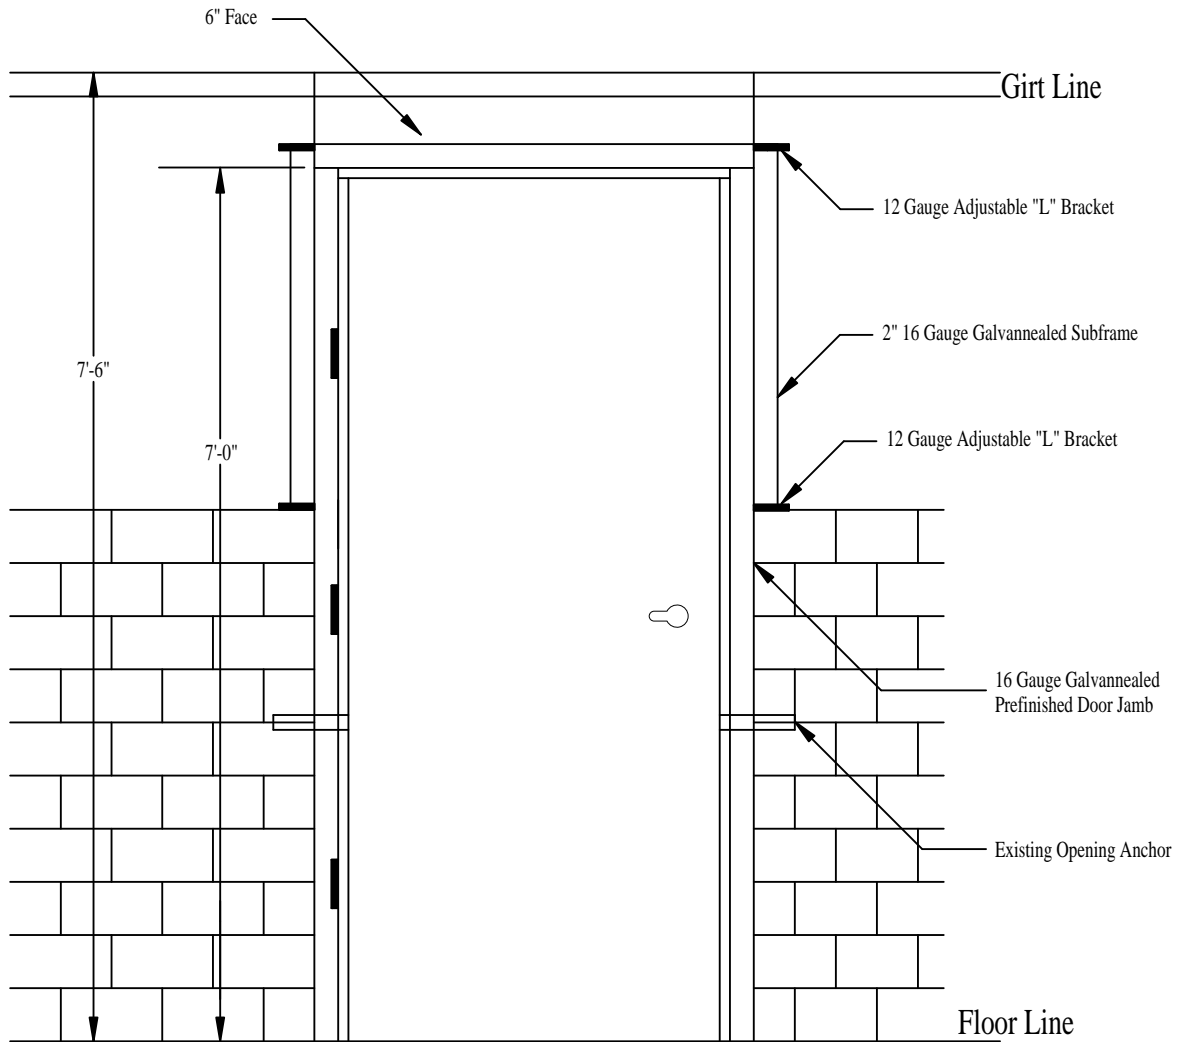 6" Face
Girt Line
12 Gauge Adjustable "L" Bracket
2" 16 Gauge Galvannealed Subframe
7'-6"
12 Gauge Adjustable "L" Bracket
7'-0"
16 Gauge Galvannealed
Prefinished Door Jamb
Existing Opening Anchor
Floor Line